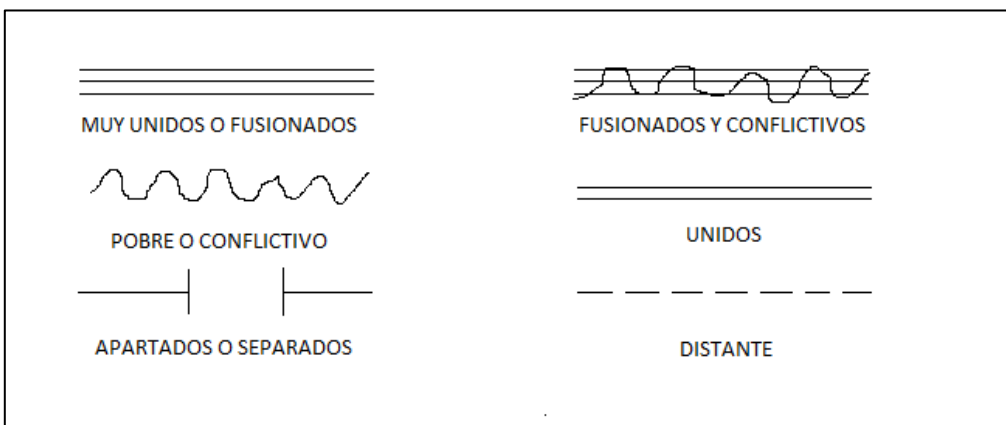 MUY UNIDOS O FUSIONADOS
FUSIONADOS Y CONFLICTIVOS
POBRE O CONFLICTIVO
UNIDOS
APARTADOS O SEPARADOS
DISTANTE